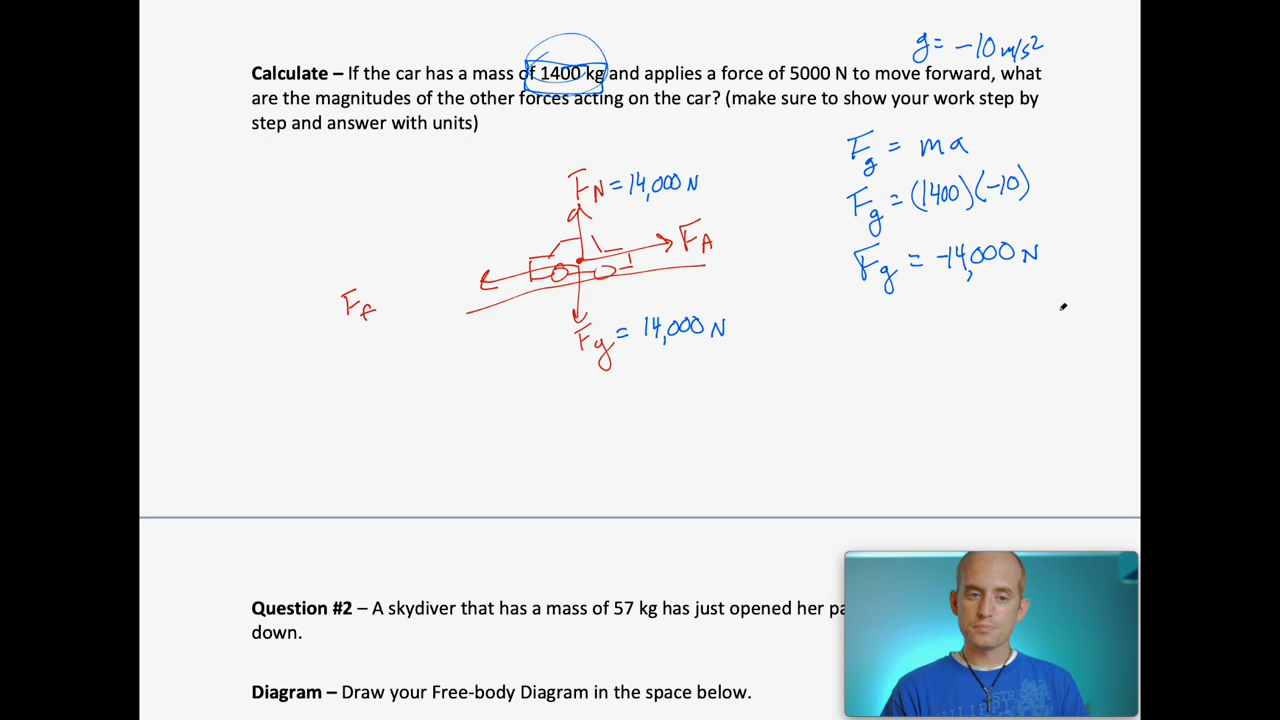 g = -10 m/s²
Calculate – If the car has a mass of 1400 kg and applies a force of 5000 N to move forward, what
are the magnitudes of the other forces acting on the car? (make sure to show your work step by
step and answer with units)
Fg = ma
FN = 14,000 N
Fg = (1400)(-10)
FA
Fg = -14,000 N
Ff
Fg = 14,000 N
Question #2 – A skydiver that has a mass of 57 kg has just opened her
down.
Diagram – Draw your Free-body Diagram in the space below.